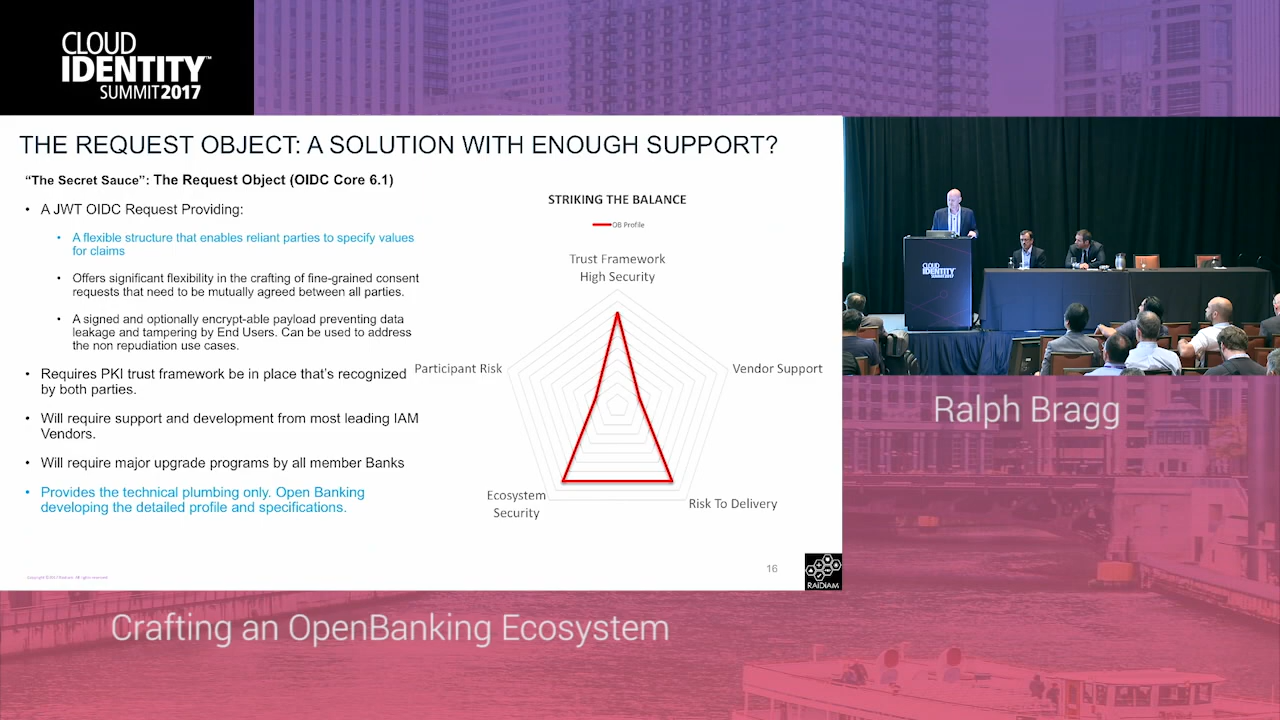 CLOUD
IDENTITY™
SUMMIT 2017
THE REQUEST OBJECT: A SOLUTION WITH ENOUGH SUPPORT?
“The Secret Sauce”: The Request Object (OIDC Core 6.1)
• A JWT OIDC Request Providing:
• A flexible structure that enables reliant parties to specify values
for claims
• Offers significant flexibility in the crafting of fine-grained consent
requests that need to be mutually agreed between all parties.
• A signed and optionally encrypt-able payload preventing data
leakage and tampering by End Users. Can be used to address
the non repudiation use cases.
• Requires PKI trust framework be in place that’s recognized
by both parties.
• Will require support and development from most leading IAM
Vendors.
• Will require major upgrade programs by all member Banks
• Provides the technical plumbing only. Open Banking
developing the detailed profile and specifications.
STRIKING THE BALANCE
OB Profile
Trust Framework
High Security
Participant Risk
Vendor Support
Ecosystem
Security
Risk To Delivery
16
RAiDiAM
CLOUD
IDENTITY
SUMMIT 2017
Ralph Bragg
Crafting an OpenBanking Ecosystem